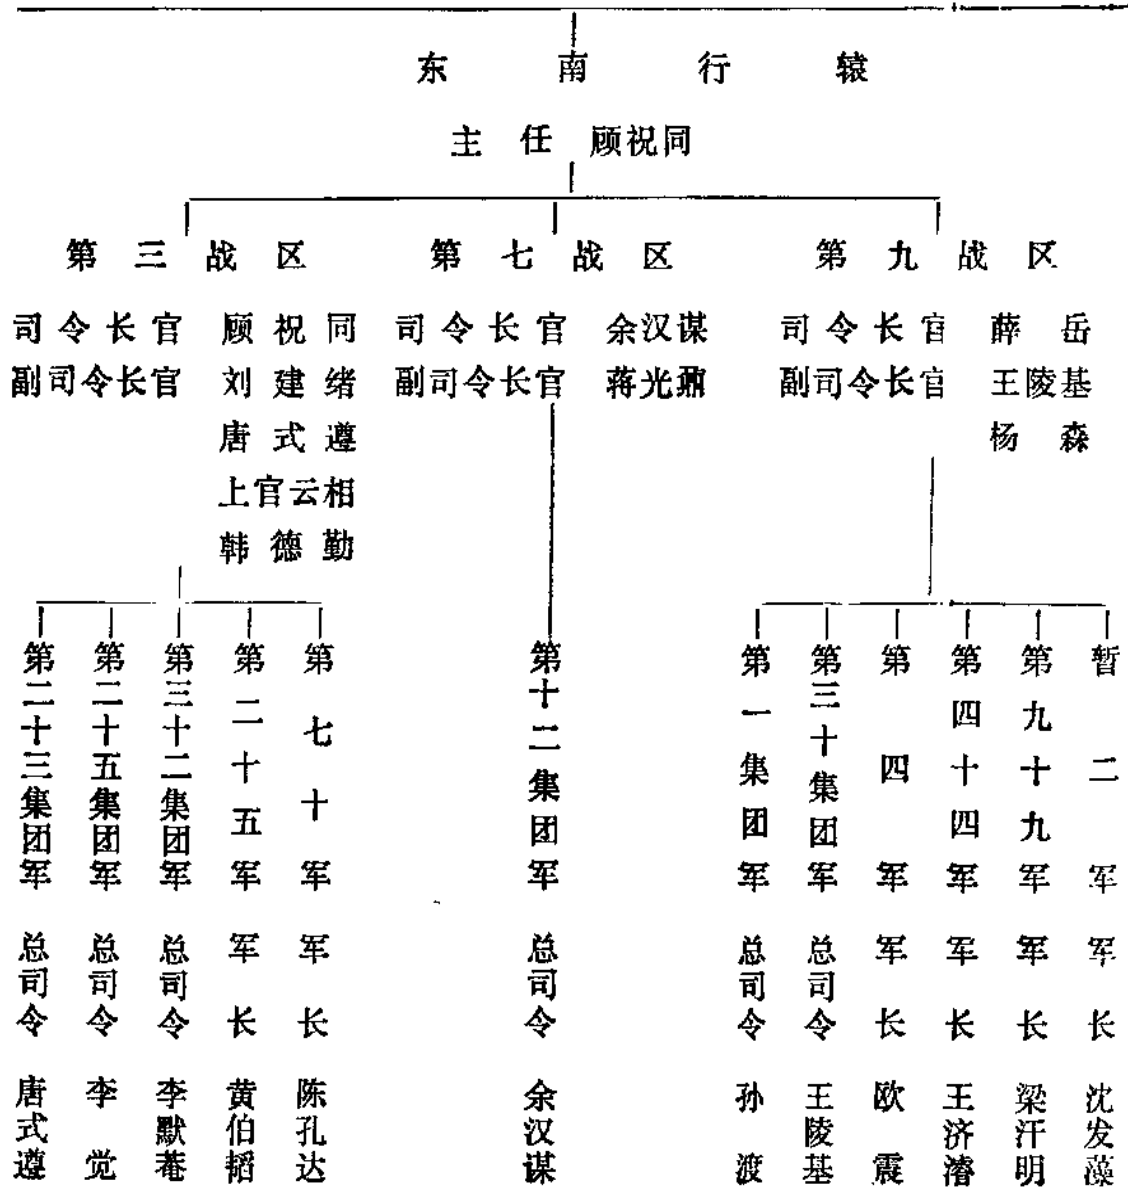 东南行辕
主任 顾祝同
第三战区
司令长官 顾祝同
副司令长官 刘建绪
唐式遵
上官云相
韩德勤
第七战区
司令长官 余汉谋
副司令长官 蒋光鼐
第九战区
司令长官 薛岳
副司令长官 王陵基
杨森
第二十三集团军总司令 唐式遵
第二十五集团军总司令 李觉
第三十二集团军总司令 李默菴
第二十五军军长 黄伯韬
第七十军军长 陈孔达
第十二集团军总司令 余汉谋
第一集团军总司令 孙渡
第三十集团军总司令 王陵基
第四军军长 欧震
第四十四军军长 王济濬
第九十九军军长 梁汗明
暂二军军长 沈发藻